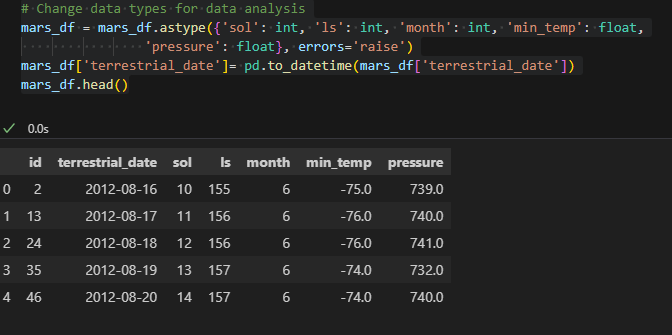 # Change data types for data analysis
mars_df = mars_df.astype({'sol': int, 'ls': int, 'month': int, 'min_temp': float,
'pressure': float}, errors='raise')
mars_df['terrestrial_date']= pd.to_datetime(mars_df['terrestrial_date'])
mars_df.head()
0.0s
id terrestrial_date sol ls month min_temp pressure
0 2 2012-08-16 10 155 6 -75.0 739.0
1 13 2012-08-17 11 156 6 -76.0 740.0
2 24 2012-08-18 12 156 6 -76.0 741.0
3 35 2012-08-19 13 157 6 -74.0 732.0
4 46 2012-08-20 14 157 6 -74.0 740.0